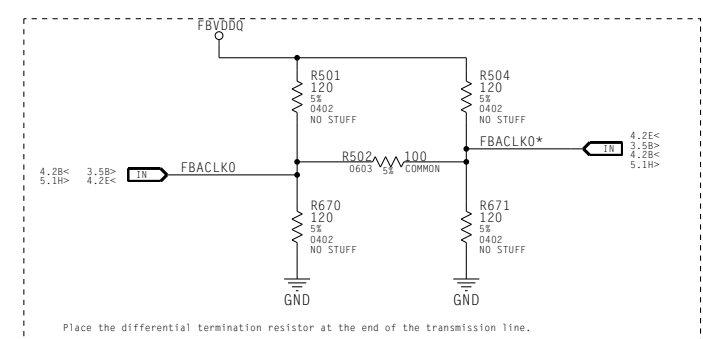 FBVDDQ
R501
120
5%
0402
NO STUFF
R504
120
5%
0402
NO STUFF
FBACLK0*
IN
4.2E<
3.5B>
4.2B<
5.1H>
R502 100
0603 5% COMMON
4.2B< 3.5B>
5.1H> 4.2E<
IN
FBACLK0
R670
120
5%
0402
NO STUFF
R671
120
5%
0402
NO STUFF
GND
GND
Place the differential termination resistor at the end of the transmission line.